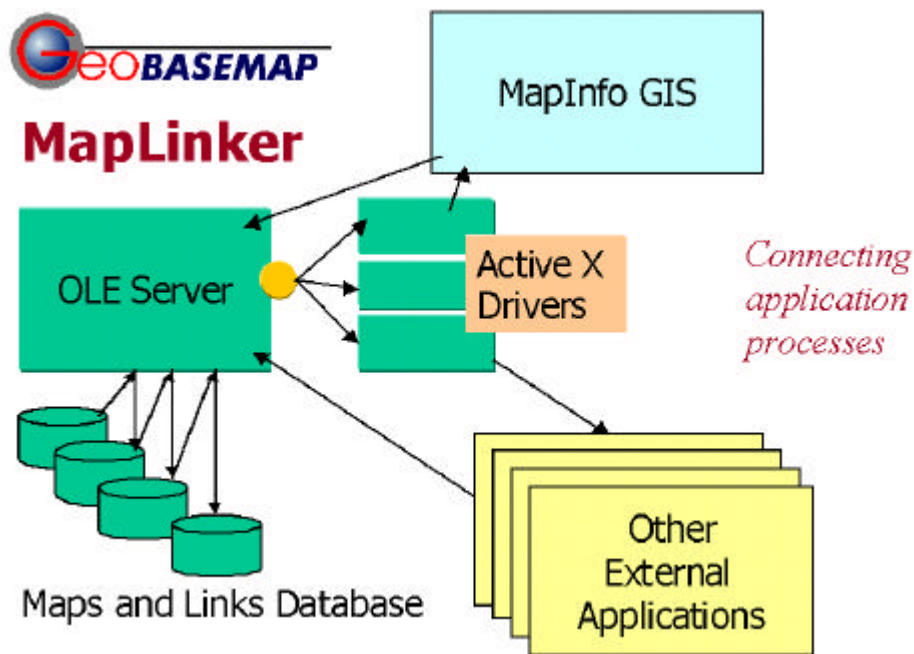 GeoBASEMAP
MapLinker
MapInfo GIS
OLE Server
Active X
Drivers
Connecting
application
processes
Maps and Links Database
Other
External
Applications